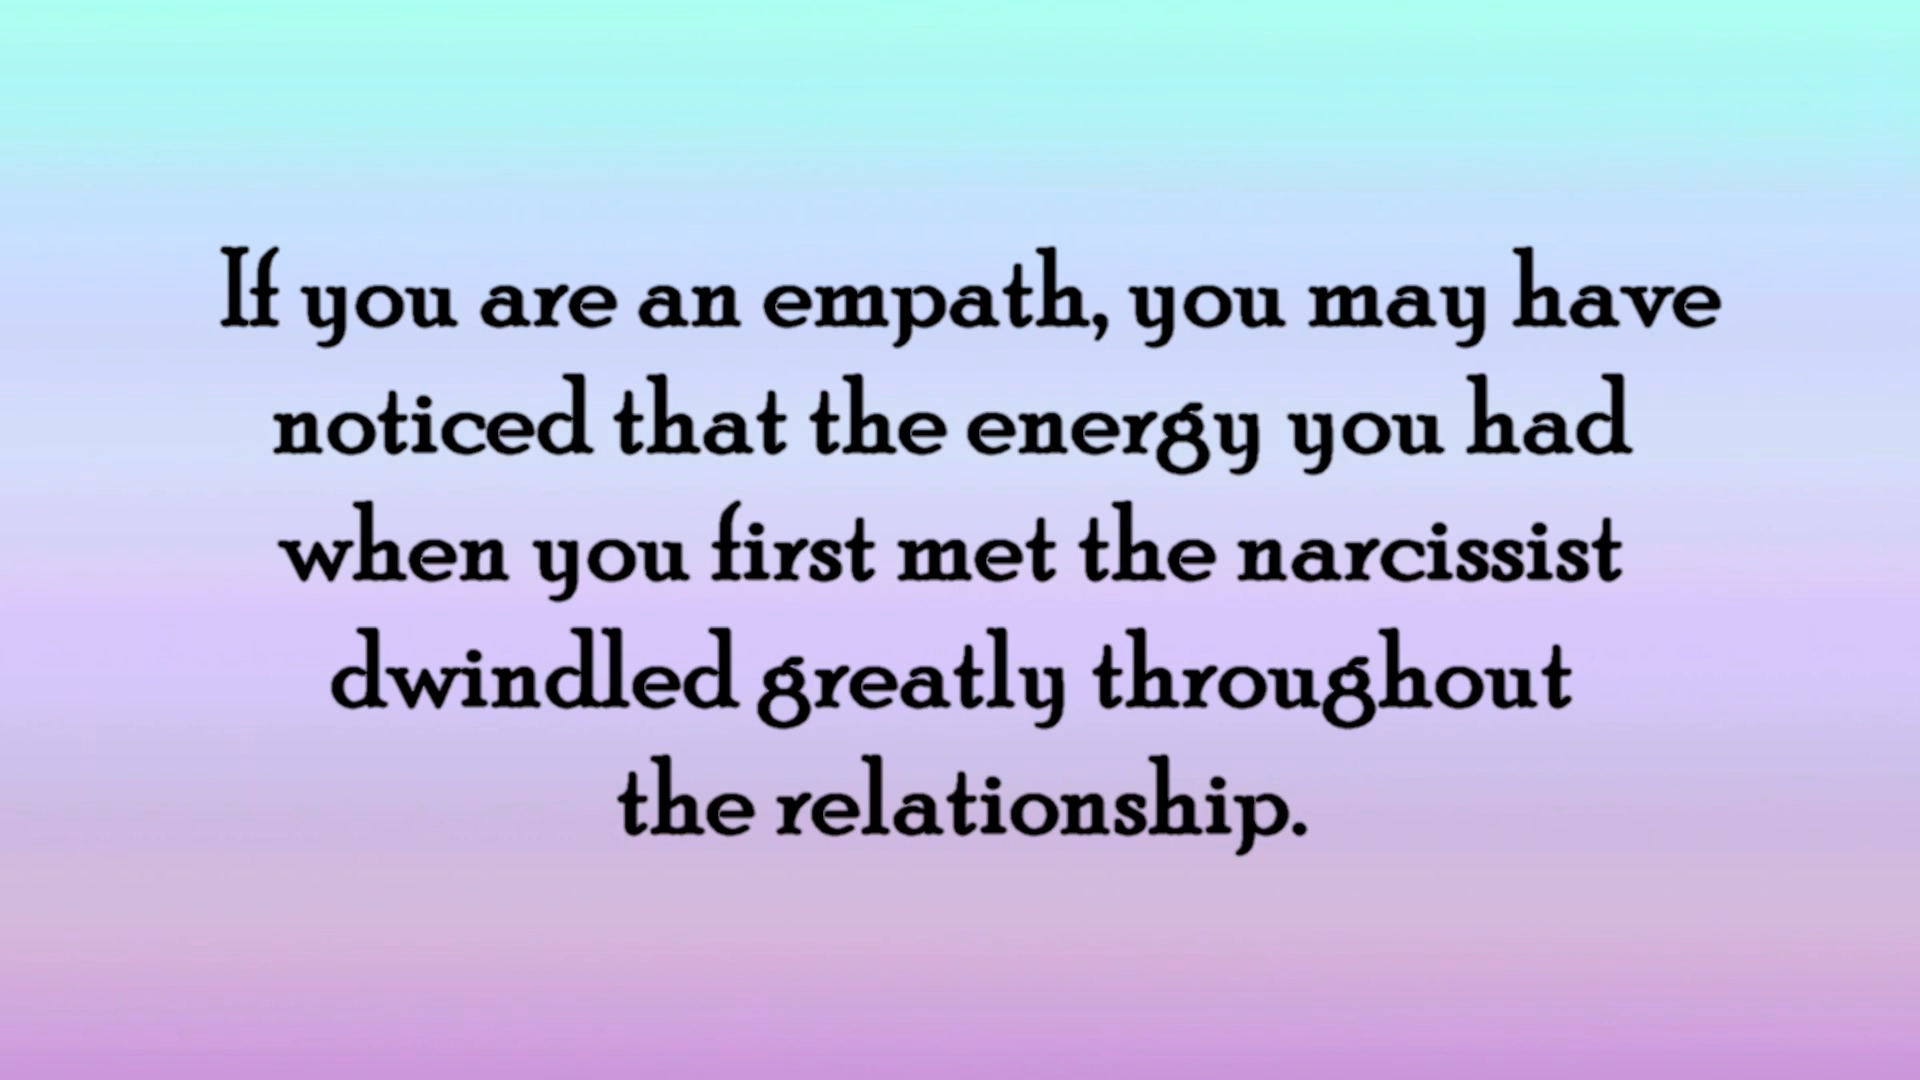 If you are an empath, you may have
noticed that the energy you had
when you first met the narcissist
dwindled greatly throughout
the relationship.